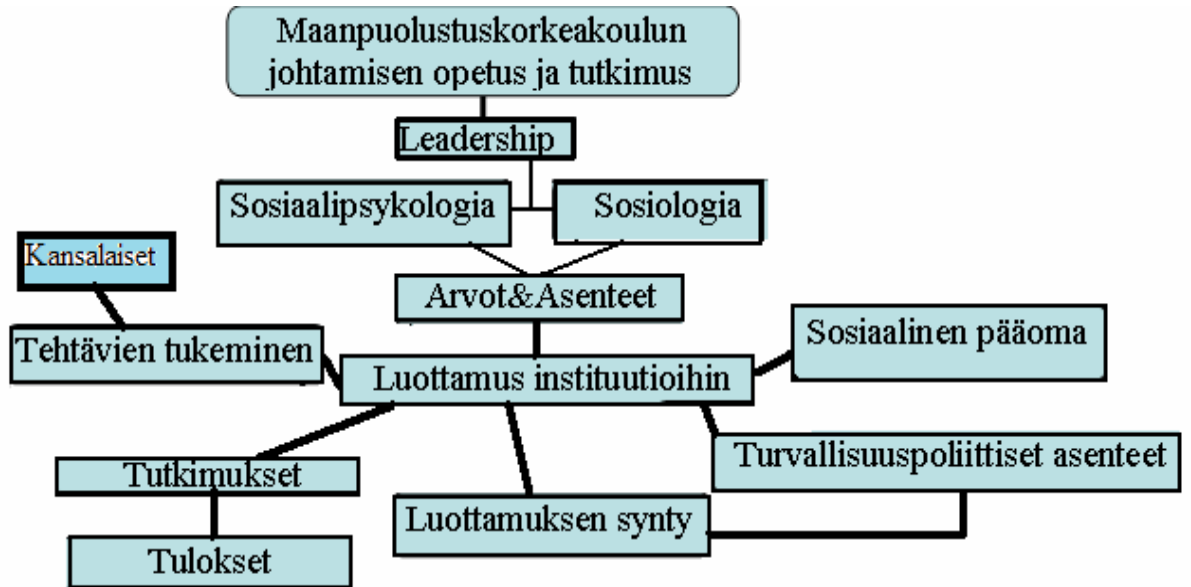 Maanpuolustuskorkeakoulun
johtamisen opetus ja tutkimus
Leadership
Sosiaalipsykologia
Sosiologia
Kansalaiset
Arvot&Asenteet
Tehtävien tukeminen
Sosiaalinen pääoma
Luottamus instituutioihin
Turvallisuuspoliittiset asenteet
Tutkimukset
Luottamuksen synty
Tulokset